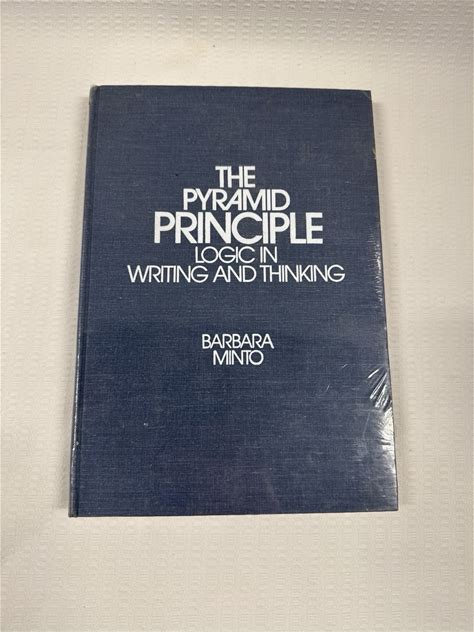 THE
PYRAMID
PRINCIPLE
LOGIC IN
WRITING AND THINKING
BARBARA
MINTO